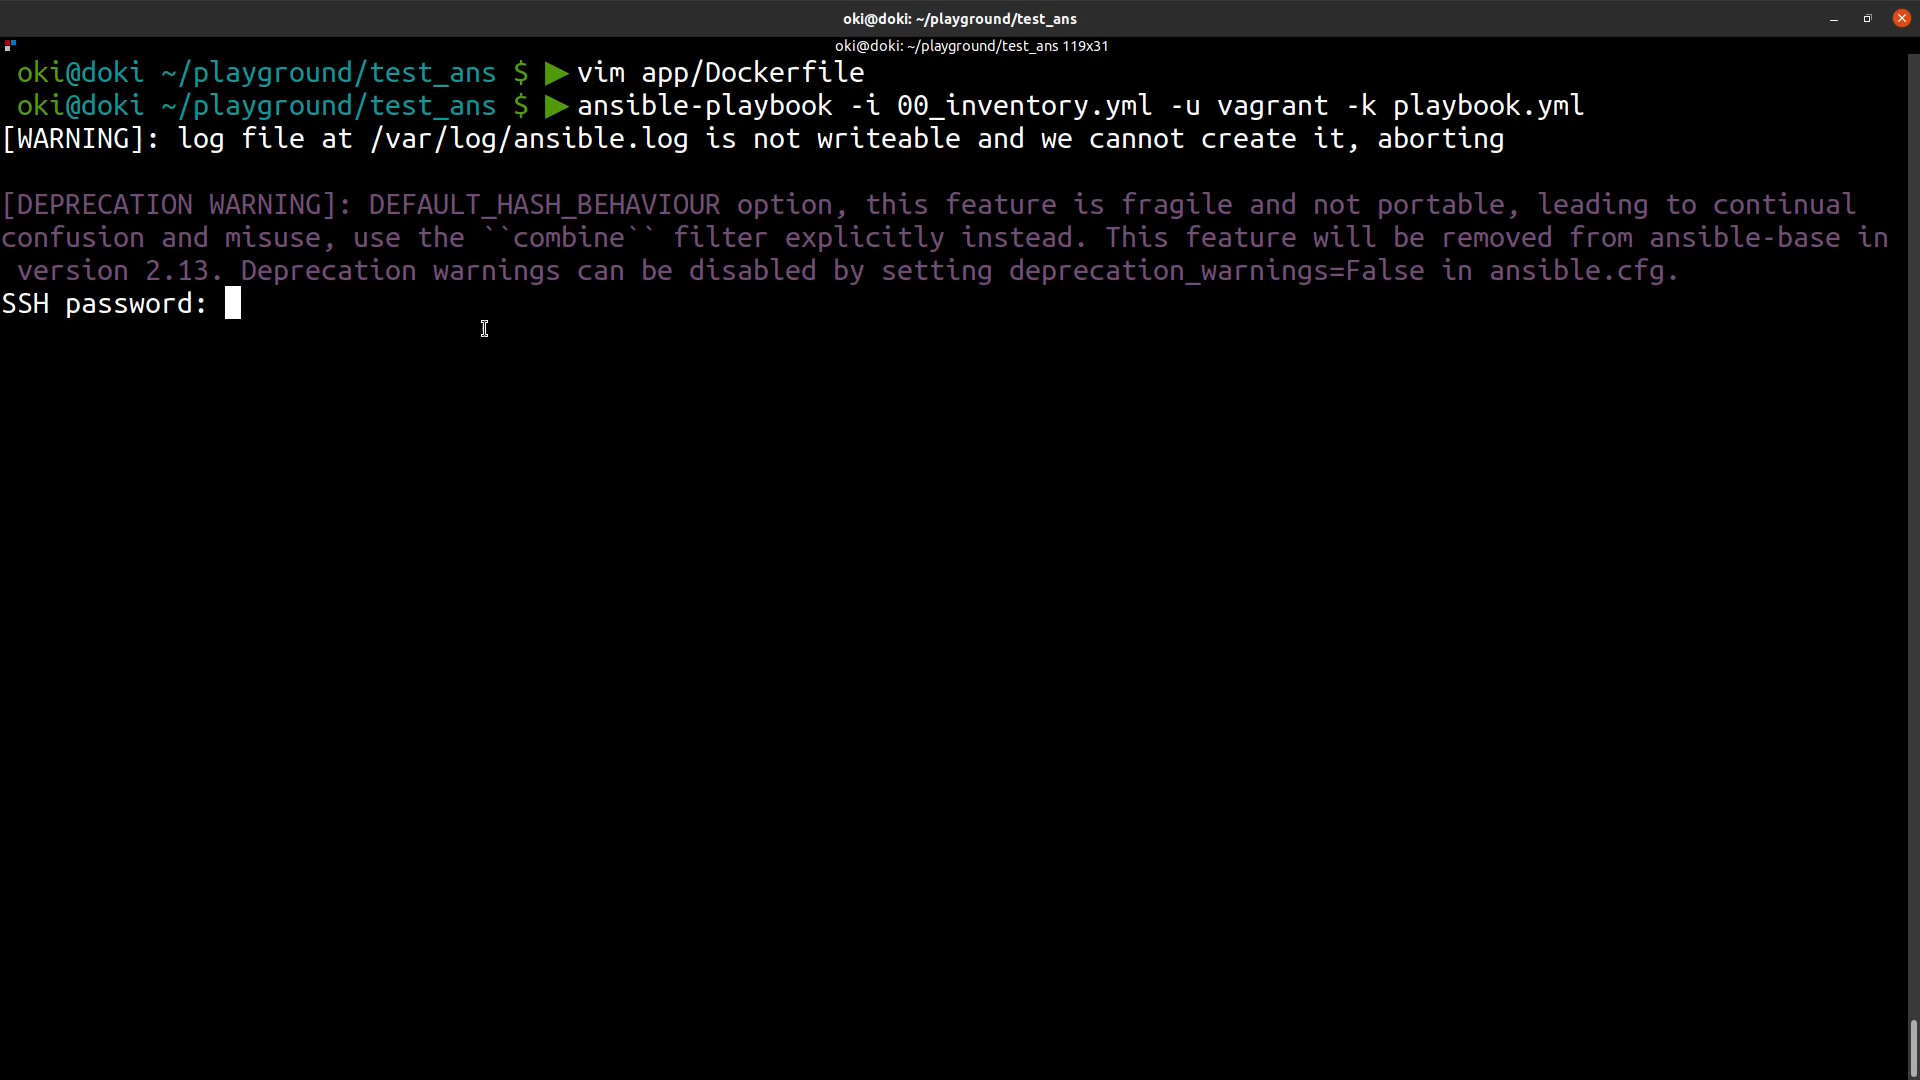 oki@doki: ~/playground/test_ans
oki@doki: ~/playground/test_ans 119x31
oki@doki ~/playground/test_ans $ ▶ vim app/Dockerfile
oki@doki ~/playground/test_ans $ ▶ ansible-playbook -i 00_inventory.yml -u vagrant -k playbook.yml
[WARNING]: log file at /var/log/ansible.log is not writeable and we cannot create it, aborting
[DEPRECATION WARNING]: DEFAULT_HASH_BEHAVIOUR option, this feature is fragile and not portable, leading to continual
confusion and misuse, use the ``combine`` filter explicitly instead. This feature will be removed from ansible-base in
version 2.13. Deprecation warnings can be disabled by setting deprecation_warnings=False in ansible.cfg.
SSH password: